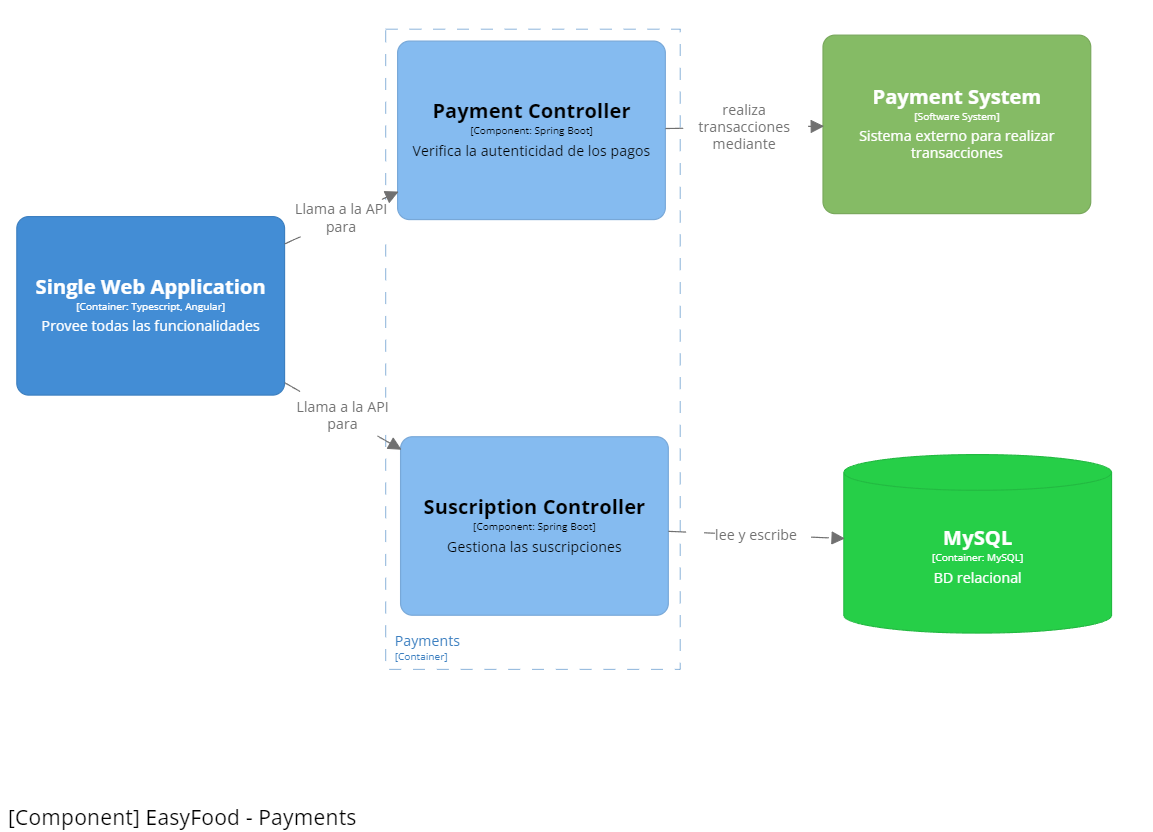 Payment Controller
[Component: Spring Boot]
Verifica la autenticidad de los pagos
realiza
transacciones
mediante
Payment System
[Software System]
Sistema externo para realizar
transacciones
Llama a la API
para
Single Web Application
[Container: Typescript, Angular]
Provee todas las funcionalidades
Llama a la API
para
Suscription Controller
[Component: Spring Boot]
Gestiona las suscripciones
lee y escribe
MySQL
[Container: MySQL]
BD relacional
Payments
[Container]
[Component] EasyFood - Payments